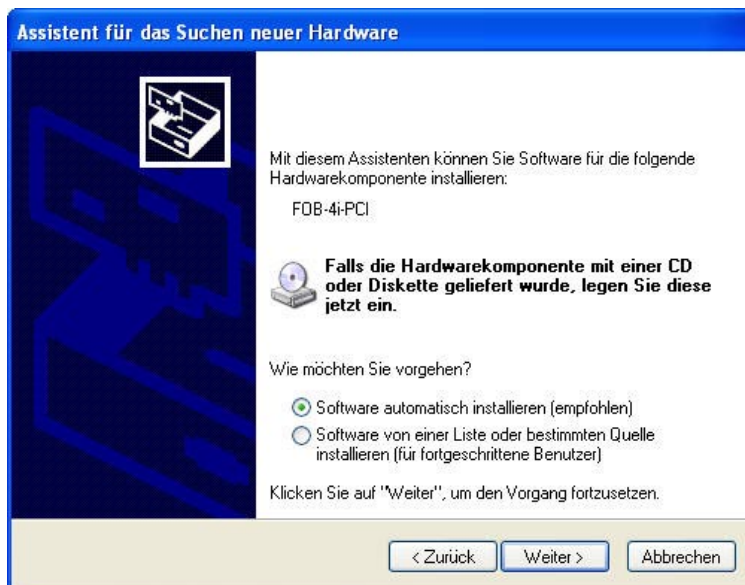 Assistent für das Suchen neuer Hardware
Mit diesem Assistenten können Sie Software für die folgende
Hardwarekomponente installieren:
FOB-4i-PCI
Falls die Hardwarekomponente mit einer CD
oder Diskette geliefert wurde, legen Sie diese
jetzt ein.
Wie möchten Sie vorgehen?
Software automatisch installieren (empfohlen)
Software von einer Liste oder bestimmten Quelle
installieren (für fortgeschrittene Benutzer)
Klicken Sie auf "Weiter", um den Vorgang fortzusetzen.
< Zurück Weiter > Abbrechen